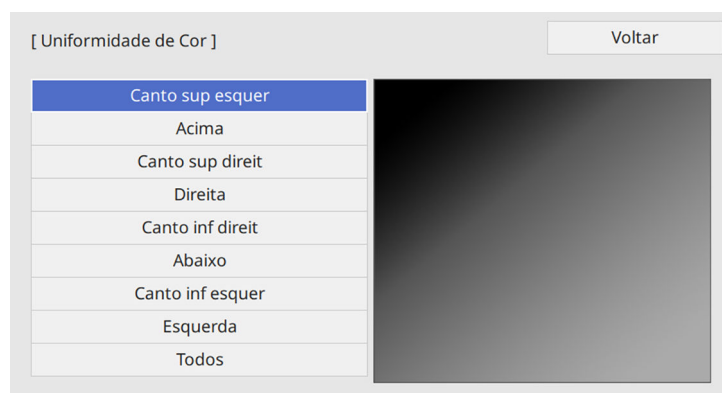 [ Uniformidade de Cor ]
Voltar
Canto sup esquer
Acima
Canto sup direit
Direita
Canto inf direit
Abaixo
Canto inf esquer
Esquerda
Todos